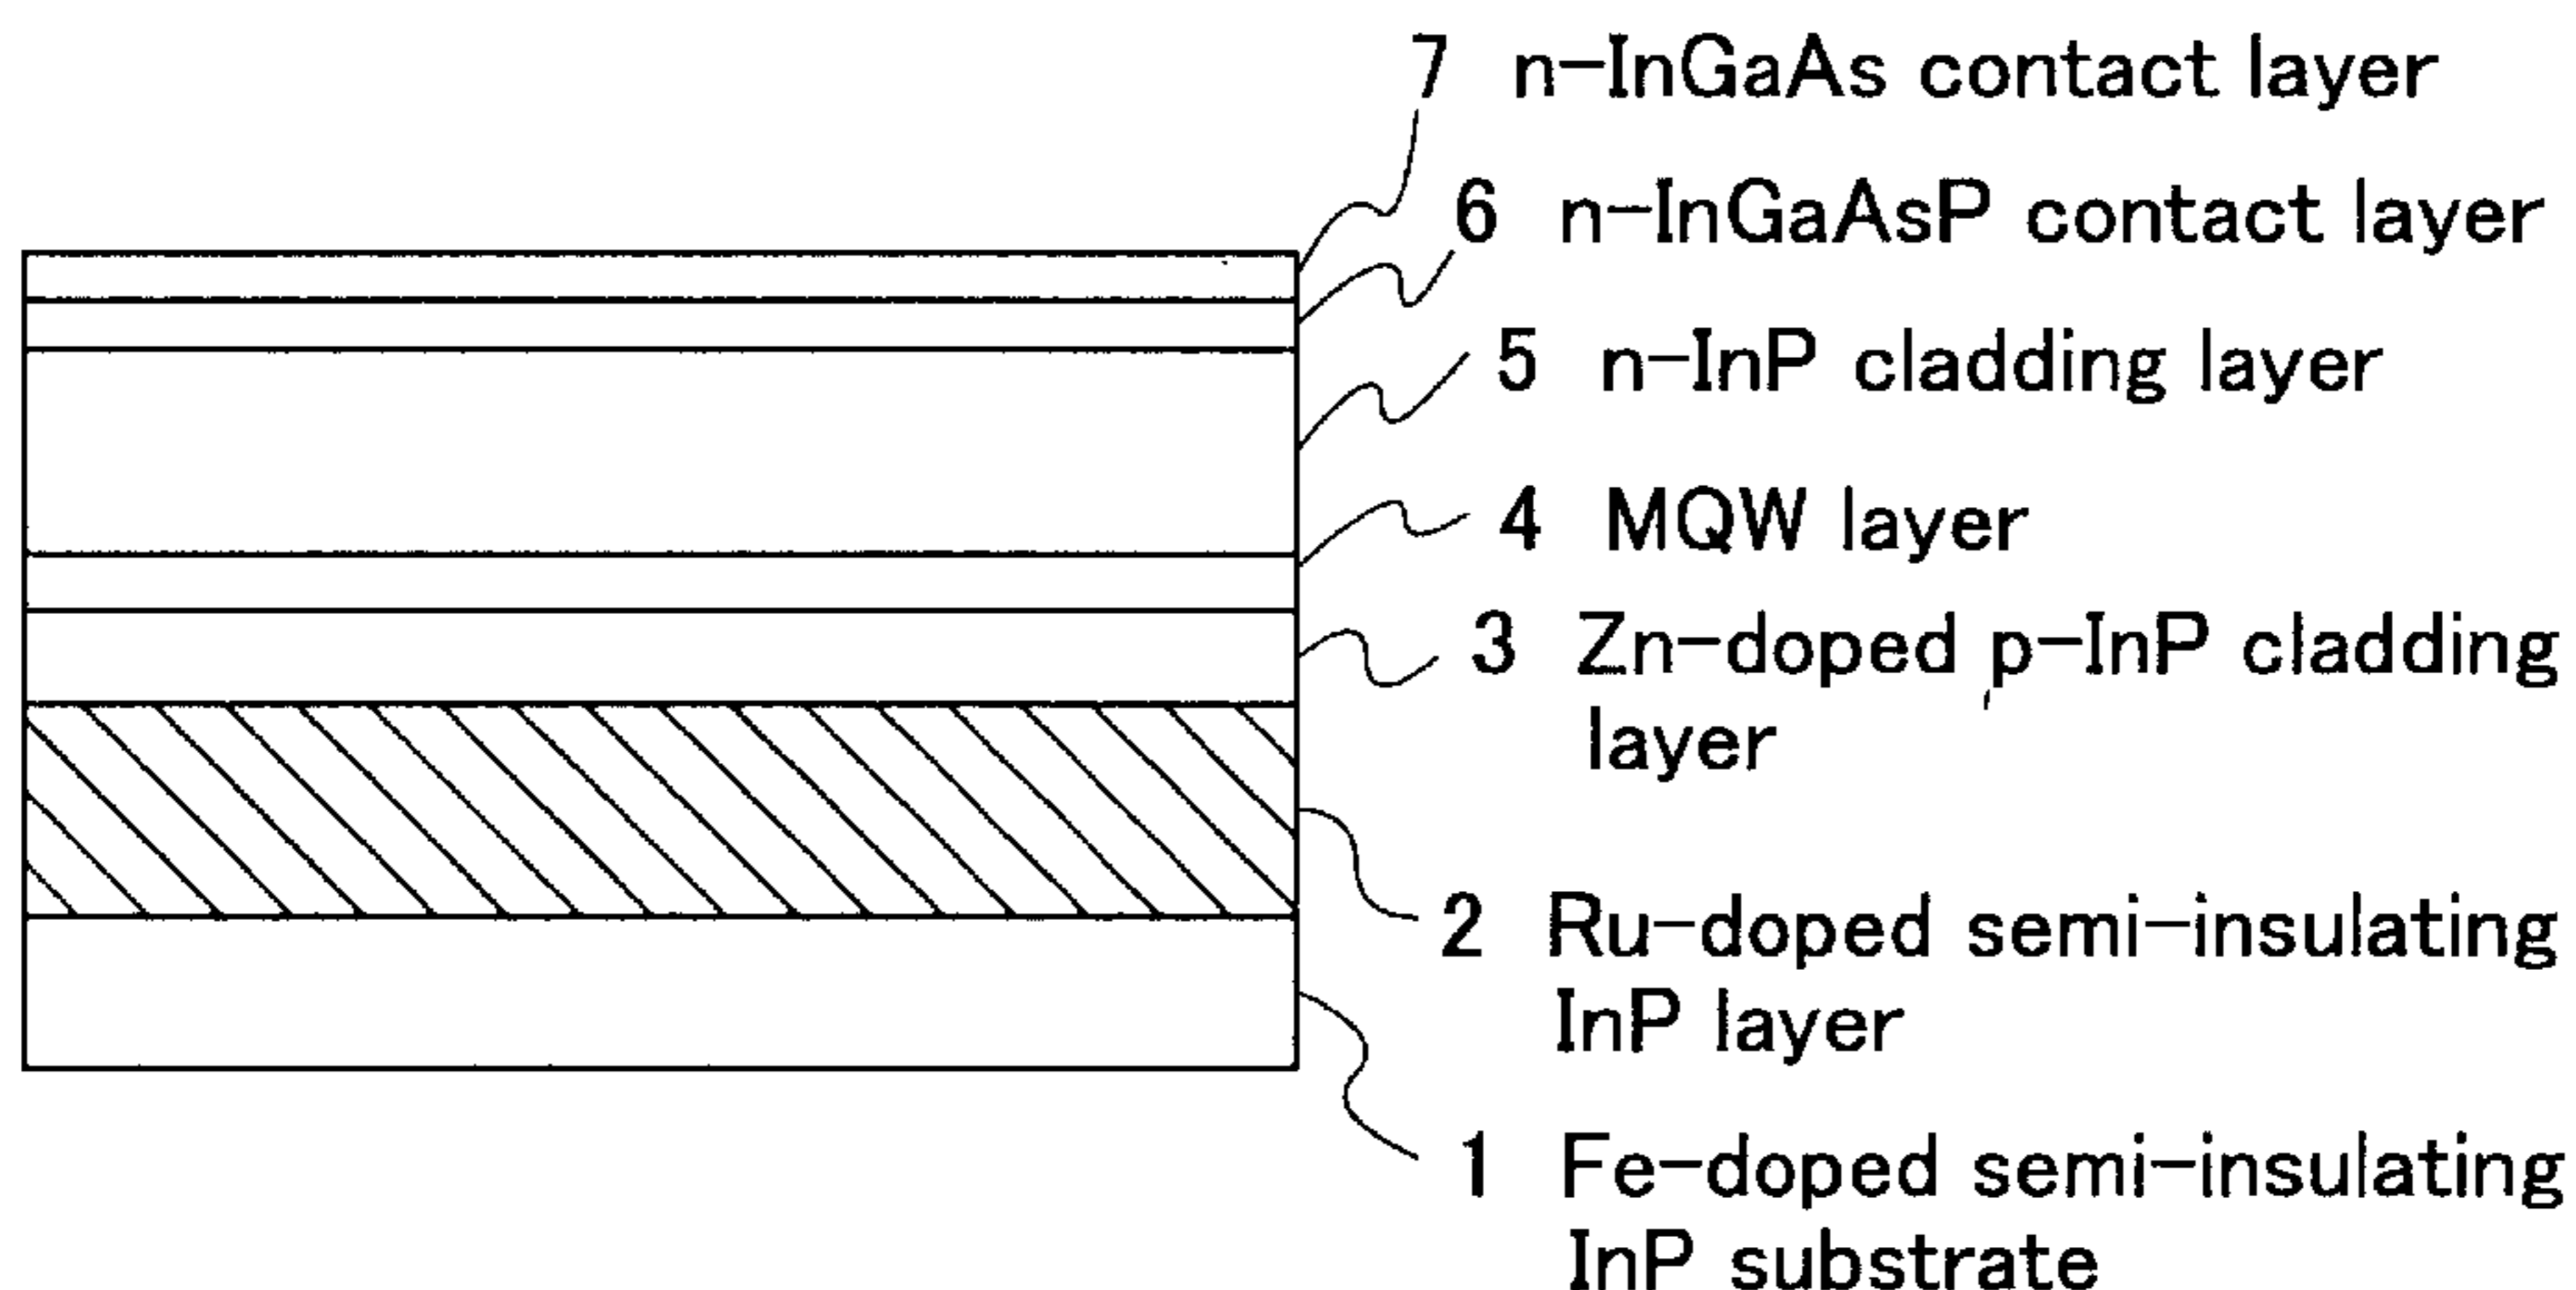 7 n-InGaAs contact layer
6 n-InGaAsP contact layer
5 n-InP cladding layer
4 MQW layer
3 Zn-doped p-InP cladding
layer
2 Ru-doped semi-insulating
InP layer
1 Fe-doped semi-insulating
InP substrate